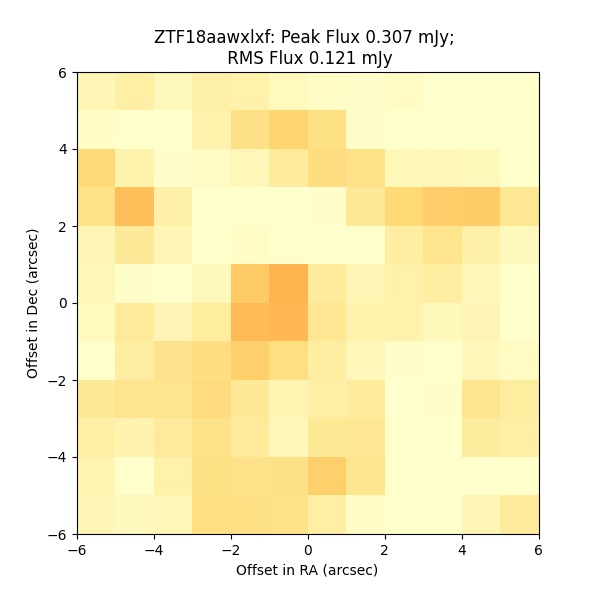 ZTF18aawxlxf: Peak Flux 0.307 mJy;
RMS Flux 0.121 mJy
6
4
2
0
−2
−4
−6
Offset in Dec (arcsec)
−6 −4 −2 0 2 4 6
Offset in RA (arcsec)